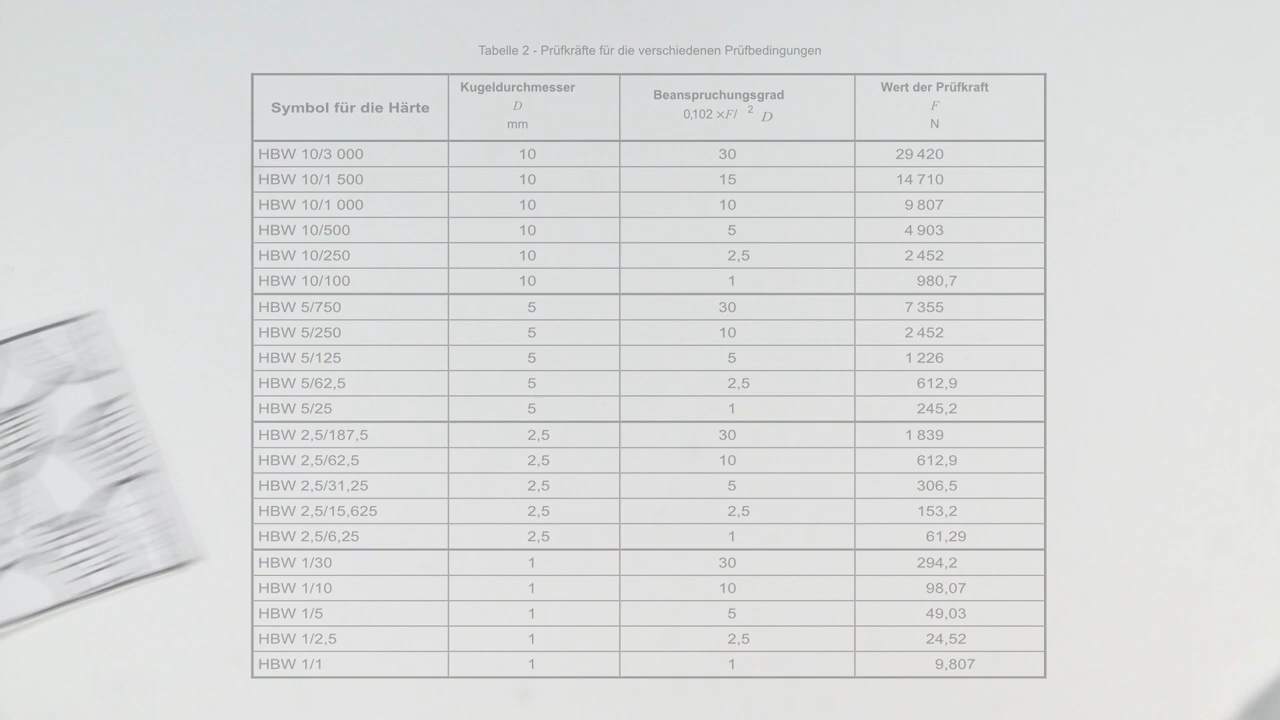 Tabelle 2 - Prüfkräfte für die verschiedenen Prüfbedingungen
Symbol für die Härte Kugeldurchmesser D mm Beanspruchungsgrad 0,102 ×F/ 2 D Wert der Prüfkraft F N
HBW 10/3 000 10 30 29 420
HBW 10/1 500 10 15 14 710
HBW 10/1 000 10 10 9 807
HBW 10/500 10 5 4 903
HBW 10/250 10 2,5 2 452
HBW 10/100 10 1 980,7
HBW 5/750 5 30 7 355
HBW 5/250 5 10 2 452
HBW 5/125 5 5 1 226
HBW 5/62,5 5 2,5 612,9
HBW 5/25 5 1 245,2
HBW 2,5/187,5 2,5 30 1 839
HBW 2,5/62,5 2,5 10 612,9
HBW 2,5/31,25 2,5 5 306,5
HBW 2,5/15,625 2,5 2,5 153,2
HBW 2,5/6,25 2,5 1 61,29
HBW 1/30 1 30 294,2
HBW 1/10 1 10 98,07
HBW 1/5 1 5 49,03
HBW 1/2,5 1 2,5 24,52
HBW 1/1 1 1 9,807